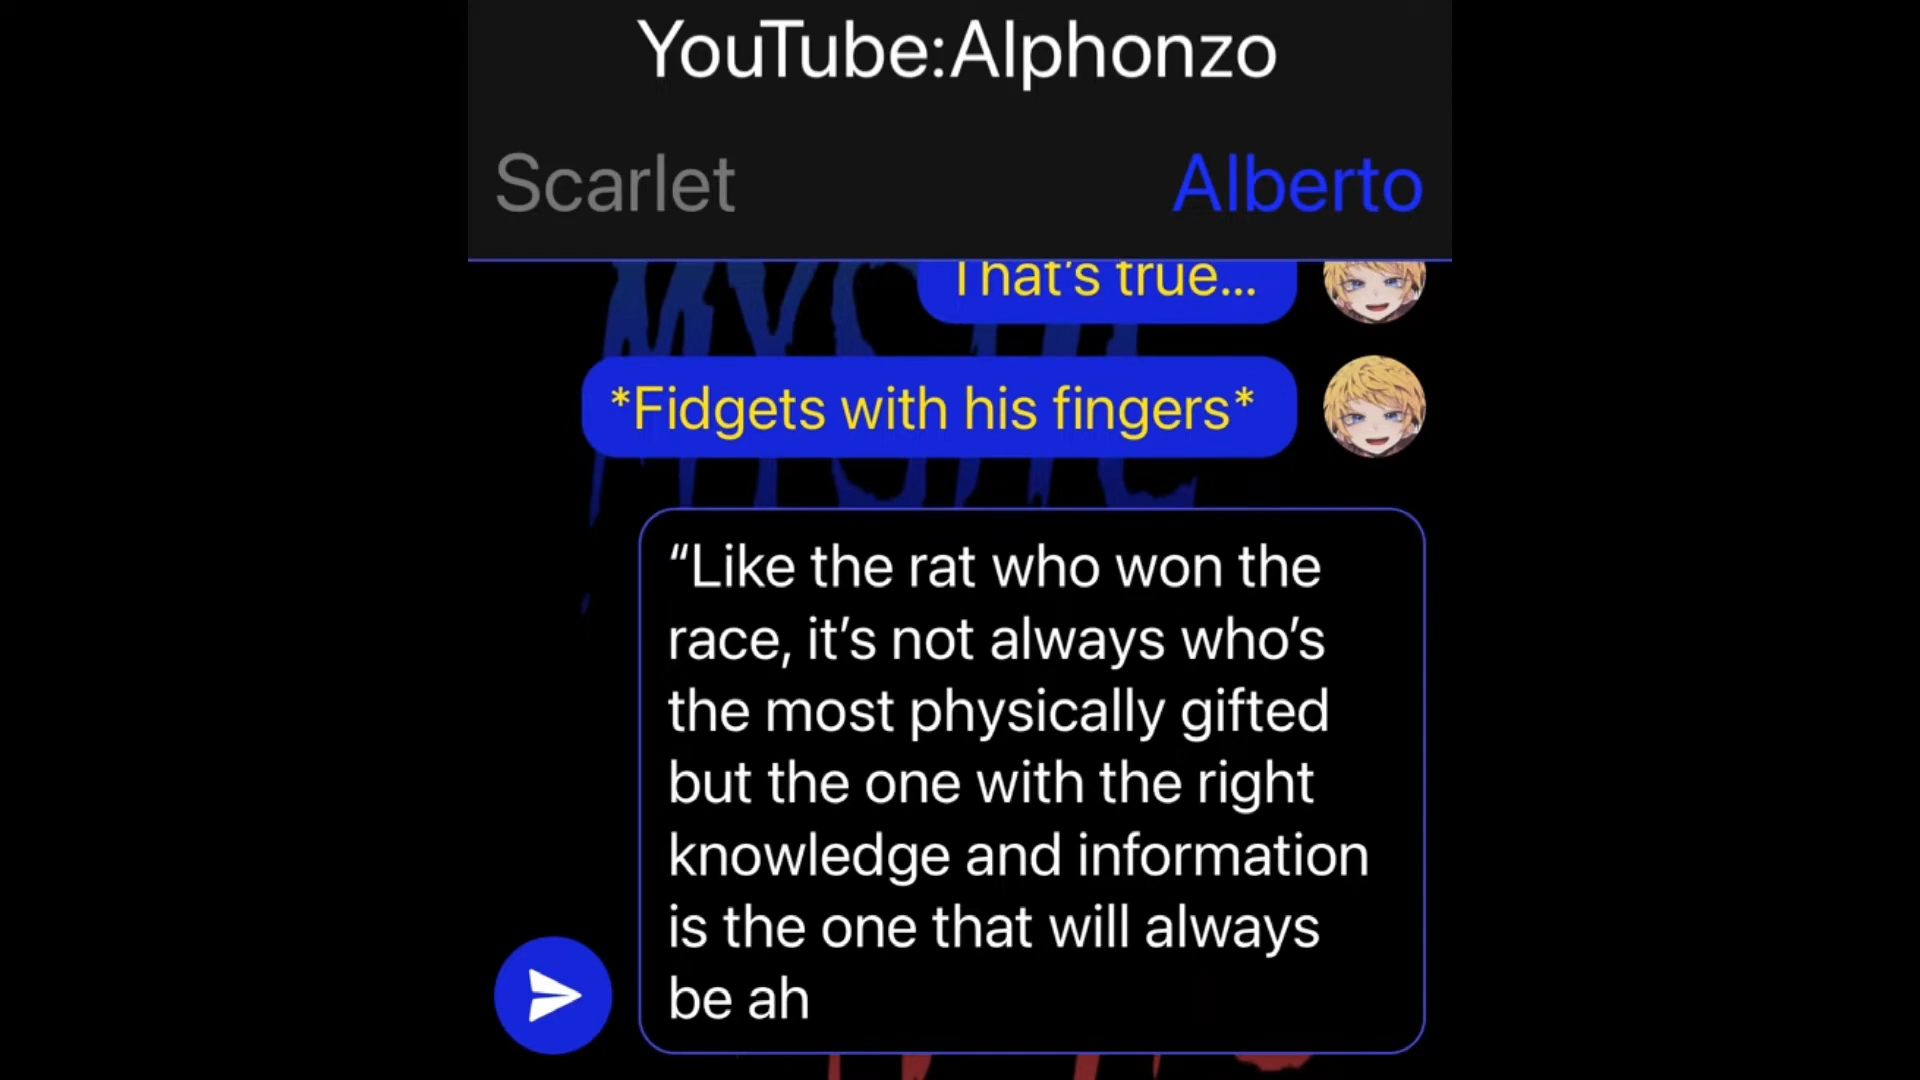 YouTube:Alphonzo
Scarlet
Alberto
That's true...
*Fidgets with his fingers*
“Like the rat who won the
race, it’s not always who’s
the most physically gifted
but the one with the right
knowledge and information
is the one that will always
be ah